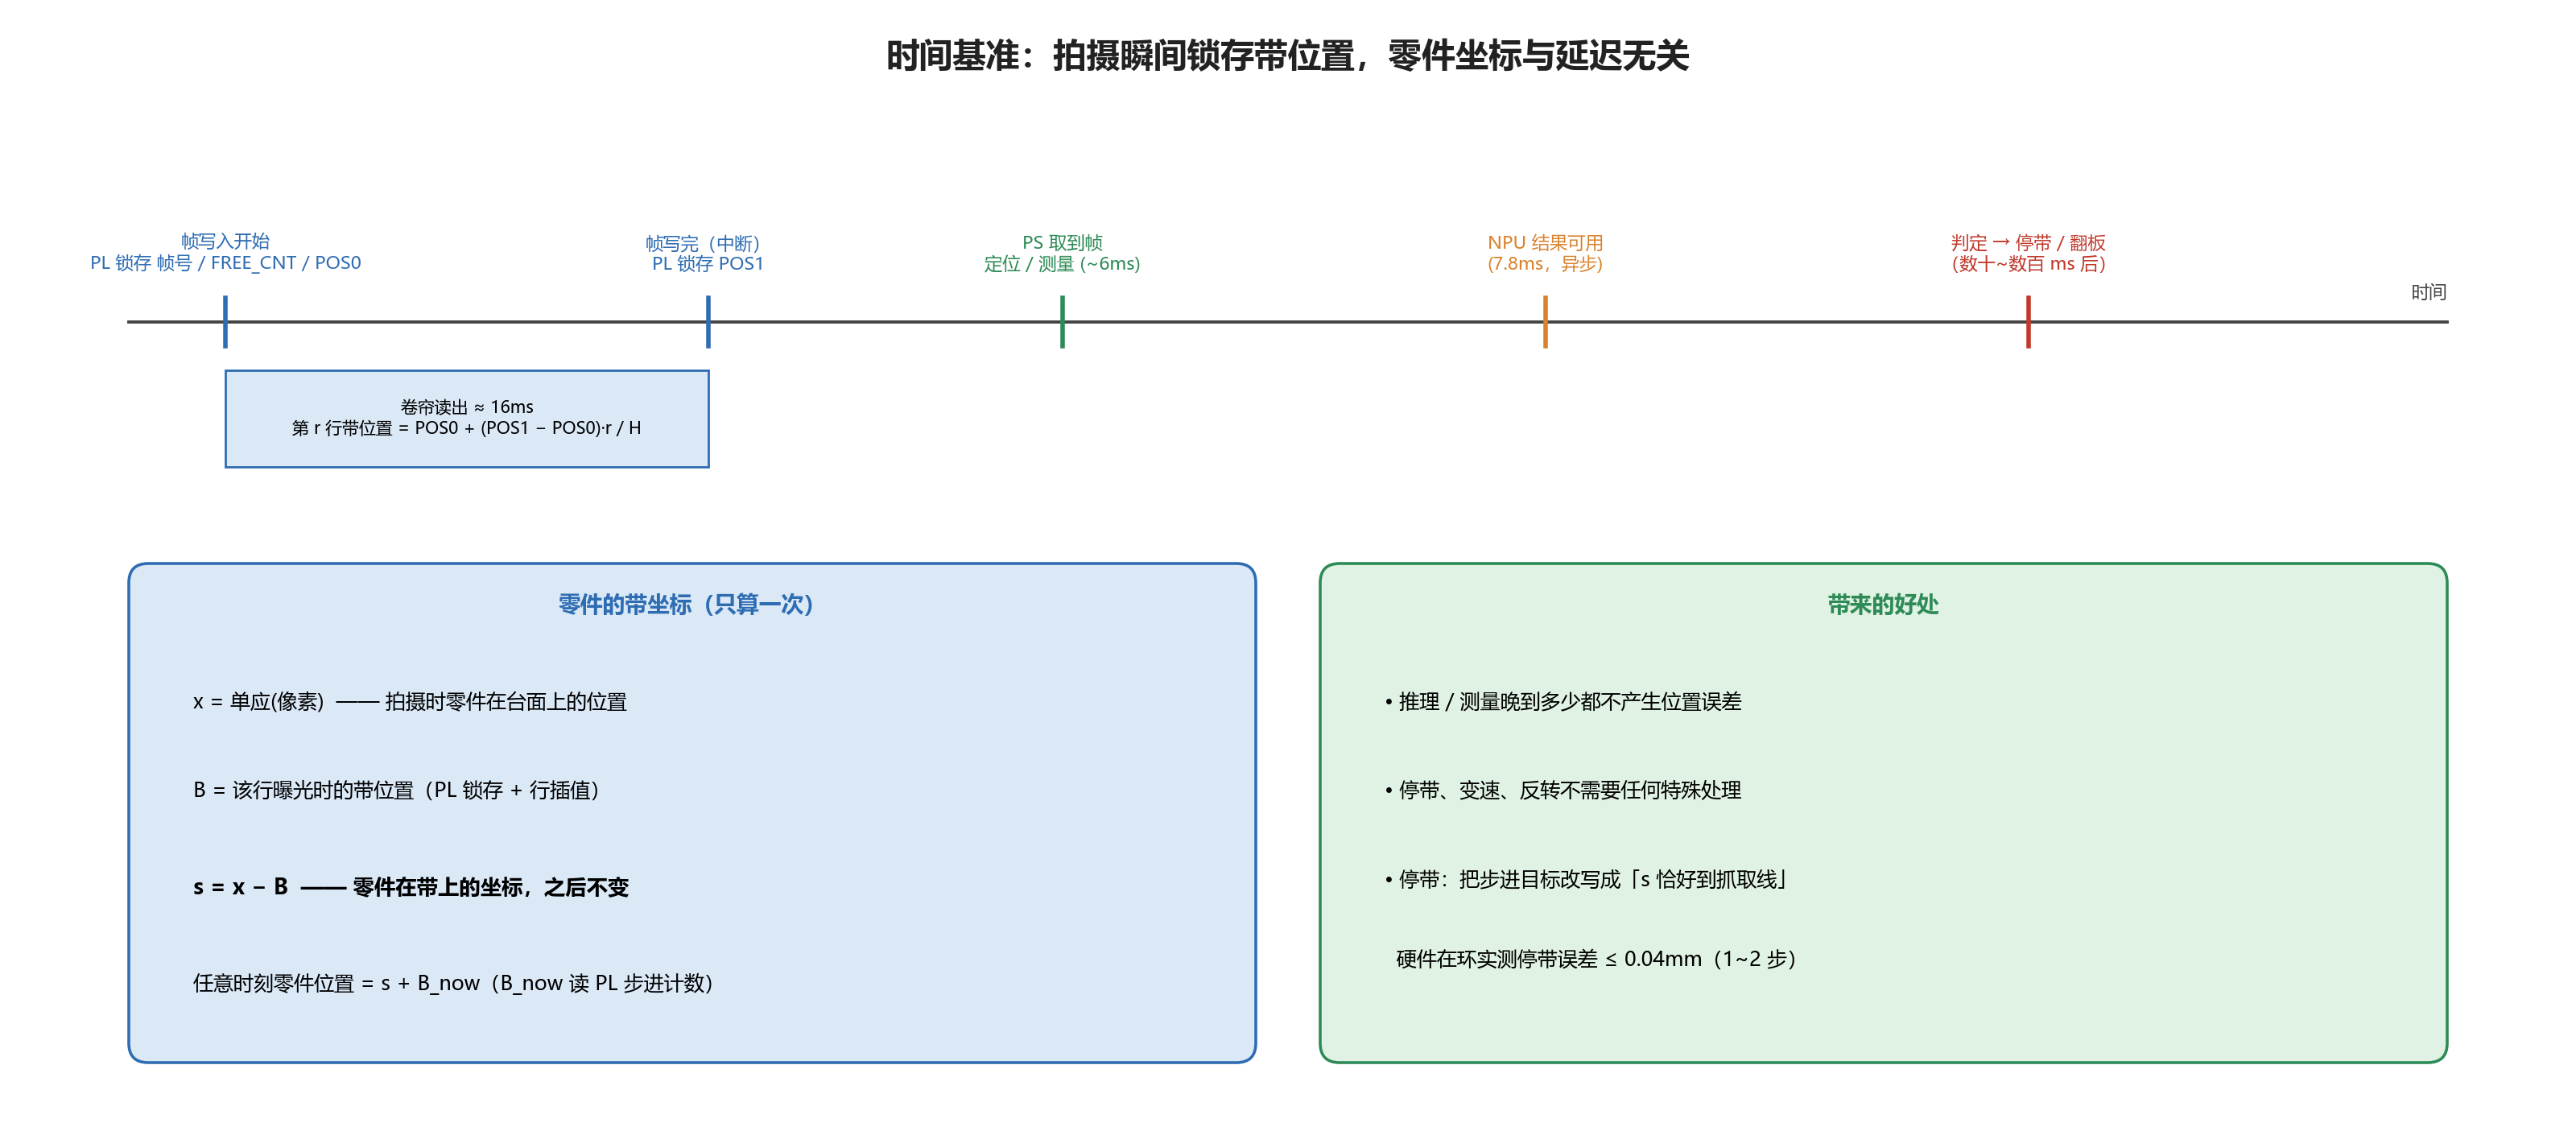 时间基准：拍摄瞬间锁存带位置，零件坐标与延迟无关
帧写入开始
PL 锁存 帧号 / FREE_CNT / POS0
帧写完（中断）
PL 锁存 POS1
PS 取到帧
定位 / 测量 (~6ms)
NPU 结果可用
(7.8ms，异步)
判定 → 停带 / 翻板
（数十~数百 ms 后）
时间
卷帘读出 ≈ 16ms
第 r 行带位置 = POS0 + (POS1 − POS0)·r / H
零件的带坐标（只算一次）
x = 单应(像素) —— 拍摄时零件在台面上的位置
B = 该行曝光时的带位置（PL 锁存 + 行插值）
s = x − B —— 零件在带上的坐标，之后不变
任意时刻零件位置 = s + B_now（B_now 读 PL 步进计数）
带来的好处
• 推理 / 测量晚到多少都不产生位置误差
• 停带、变速、反转不需要任何特殊处理
• 停带：把步进目标改写成「s 恰好到抓取线」
硬件在环实测停带误差 ≤ 0.04mm（1~2 步）